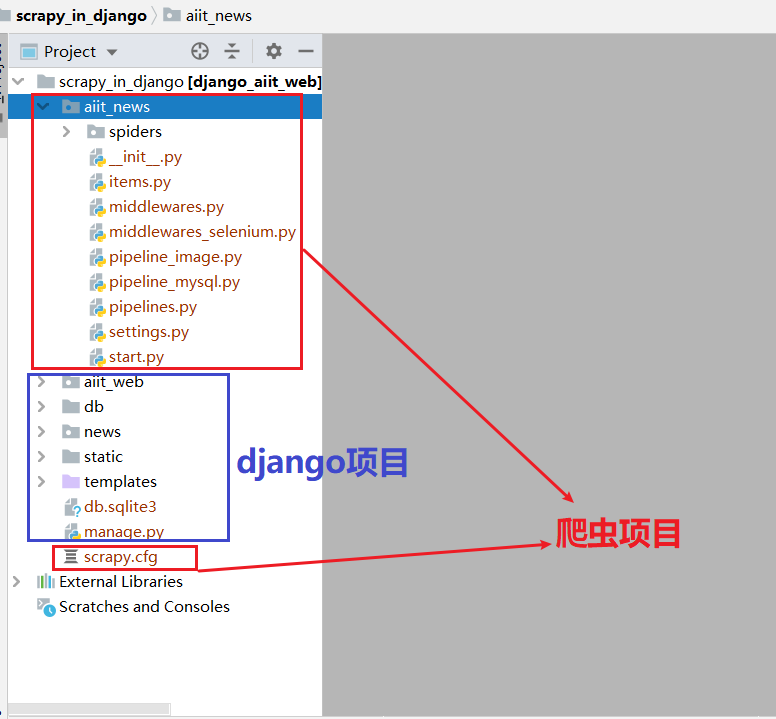 scrapy_in_django aiit_news
Project
scrapy_in_django [django_aiit_web]
aiit_news
spiders
__init__.py
items.py
middlewares.py
middlewares_selenium.py
pipeline_image.py
pipeline_mysql.py
pipelines.py
settings.py
start.py
aiit_web
db
news
static
templates
db.sqlite3
manage.py
scrapy.cfg
External Libraries
Scratches and Consoles
django项目
爬虫项目